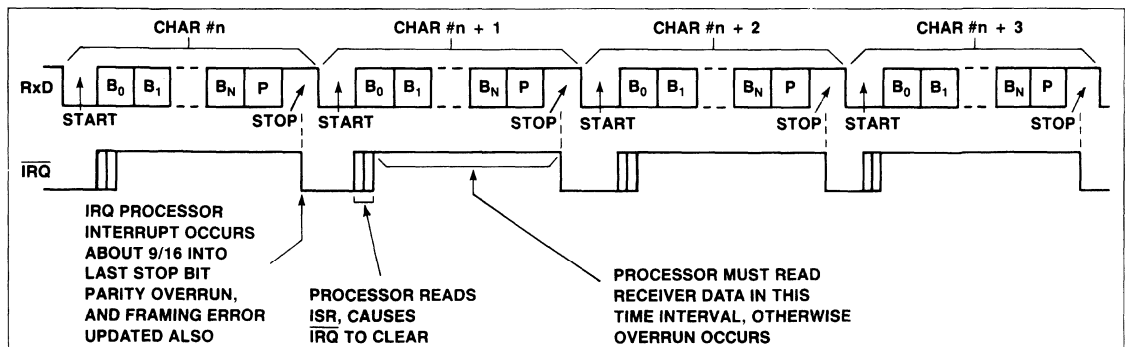 CHAR #n CHAR #n + 1 CHAR #n + 2 CHAR #n + 3
RxD B0 B1 BN P B0 B1 BN P B0 B1 BN P B0 B1 BN P
START STOP START STOP START STOP START STOP
IRQ
IRQ PROCESSOR
INTERRUPT OCCURS
ABOUT 9/16 INTO
LAST STOP BIT
PARITY OVERRUN,
AND FRAMING ERROR
UPDATED ALSO
PROCESSOR READS
ISR, CAUSES
IRQ TO CLEAR
PROCESSOR MUST READ
RECEIVER DATA IN THIS
TIME INTERVAL, OTHERWISE
OVERRUN OCCURS